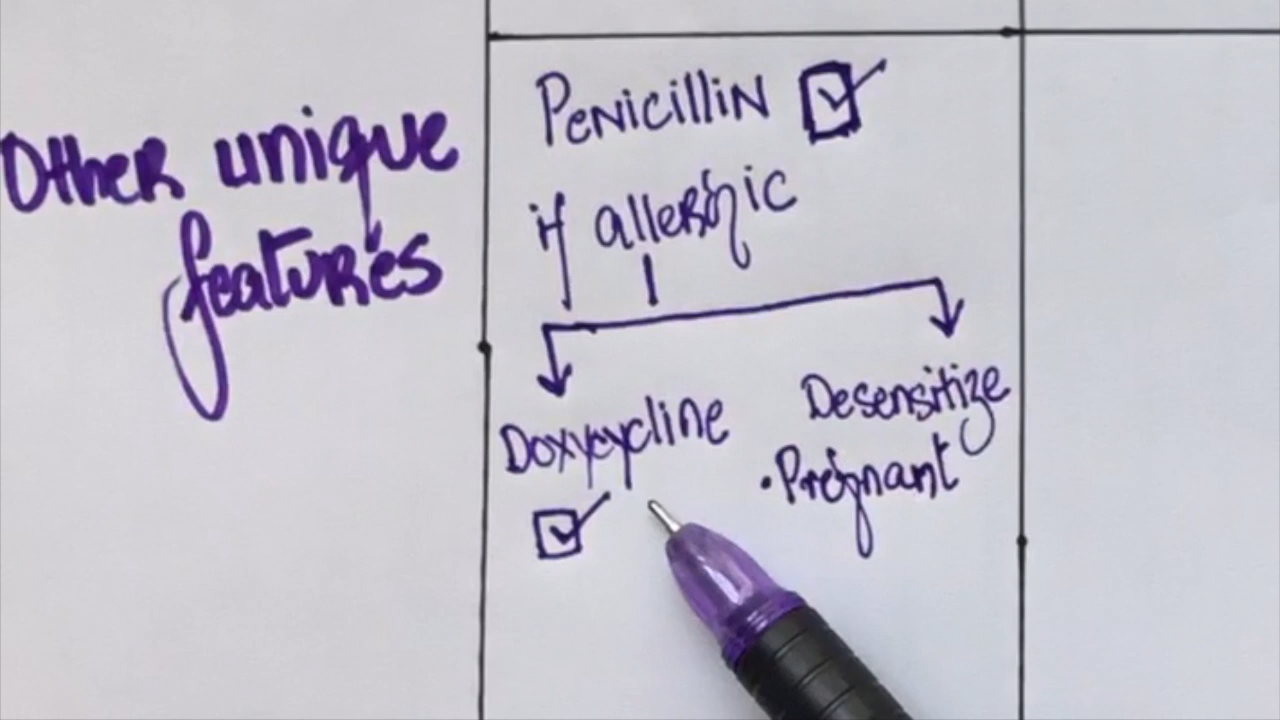 Other unique
features
Penicillin
if allergic
Doxycycline
Desensitize
• Pregnant